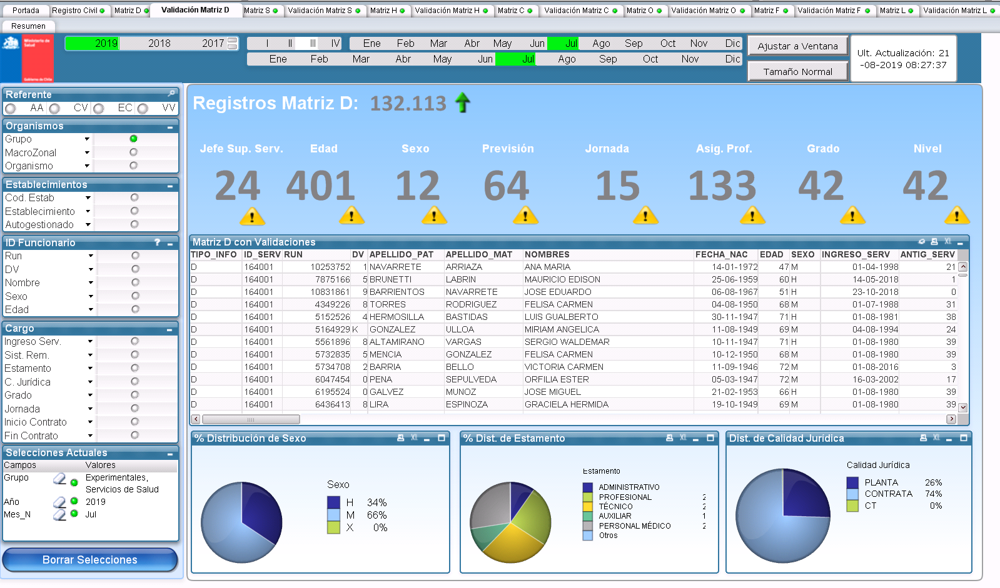 Portada Registro Civil Matriz D Validación Matriz D Matriz S Validación Matriz S Matriz H Validación Matriz H Matriz C Validación Matriz C Matriz O Validación Matriz O Matriz F Validación Matriz F Matriz L Validación Matriz L
Resumen
Ministerio de
Salud
Gobierno de Chile
2019 2018 2017
I II III IV
Ene Feb Mar Abr May Jun Jul Ago Sep Oct Nov Dic
Ene Feb Mar Abr May Jun Jul Ago Sep Oct Nov Dic
Ajustar a Ventana
Tamaño Normal
Ult. Actualización: 21
-08-2019 08:27:37
Referente
AA CV EC VV
Organismos
Grupo
MacroZonal
Organismo
Establecimientos
Cod. Estab
Establecimiento
Autogestionado
ID Funcionario ?
Run
DV
Nombre
Sexo
Edad
Cargo
Ingreso Serv.
Sist. Rem.
Estamento
C. Jurídica
Grado
Jornada
Inicio Contrato
Fin Contrato
Selecciones Actuales
Campos Valores
Grupo Experimentales,
Servicios de Salud
Año 2019
Mes_N Jul
Borrar Selecciones
Registros Matriz D: 132.113
Jefe Sup. Serv. Edad Sexo Previsión Jornada Asig. Prof. Grado Nivel
24 401 12 64 15 133 42 42
Matriz D con Validaciones XL
TIPO_INFO ID_SERV RUN DV APELLIDO_PAT APELLIDO_MAT NOMBRES FECHA_NAC EDAD SEXO INGRESO_SERV ANTIG_SERV
D 164001 10253752 1 NAVARRETE ARRIAZA ANA MARIA 14-01-1972 47 M 01-04-1998 21
D 164001 7875166 5 BRUNETTI LABRIN MAURICIO EDISON 25-06-1959 60 H 14-05-2018 1
D 164001 10831861 9 BARRIENTOS NAVARRETE JOSE EDUARDO 06-08-1967 51 H 23-10-2018 0
D 164001 4349226 8 TORRES RODRIGUEZ FELISA CARMEN 04-08-1950 68 M 01-07-1988 31
D 164001 5152526 4 HERMOSILLA BASTIDAS LUIS GUALBERTO 30-11-1947 71 H 01-08-1981 38
D 164001 5164929 K GONZALEZ ULLOA MIRIAM ANGELICA 11-08-1949 69 M 04-08-1994 24
D 164001 5561896 8 ALTAMIRANO VARGAS SERGIO WALDEMAR 10-11-1947 71 H 01-08-1980 39
D 164001 5732835 5 MENCIA GONZALEZ FELISA CARMEN 10-12-1950 68 M 01-08-1980 39
D 164001 5734708 2 BARRIA BELLO VICTORIA CARMEN 11-09-1946 72 M 01-08-2016 3
D 164001 6047454 0 PENA SEPULVEDA ORFILIA ESTER 05-03-1947 72 M 16-03-2002 17
D 164001 6195524 0 GALVEZ MUNOZ JOSE MIGUEL 21-02-1953 66 H 01-08-1980 39
D 164001 6436413 8 LIRA ESPINOZA GRACIELA HERMIDA 19-10-1949 69 M 01-08-1980 39
% Distribución de Sexo XL
Sexo
H 34%
M 66%
X 0%
% Dist. de Estamento XL
Estamento
ADMINISTRATIVO
PROFESIONAL 2
TÉCNICO 2
AUXILIAR 1
PERSONAL MÉDICO 2
Otros
Dist. de Calidad Jurídica XL
Calidad Jurídica
PLANTA 26%
CONTRATA 74%
CT 0%